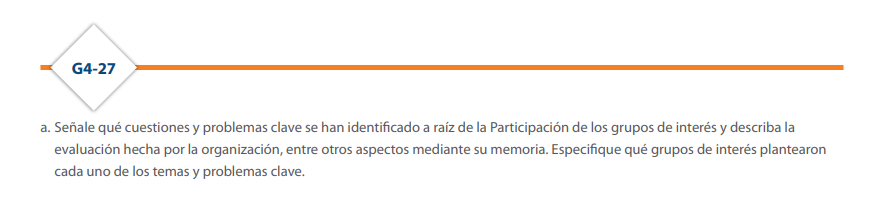 G4-27
a. Señale qué cuestiones y problemas clave se han identificado a raíz de la Participación de los grupos de interés y describa la
evaluación hecha por la organización, entre otros aspectos mediante su memoria. Especifique qué grupos de interés plantearon
cada uno de los temas y problemas clave.